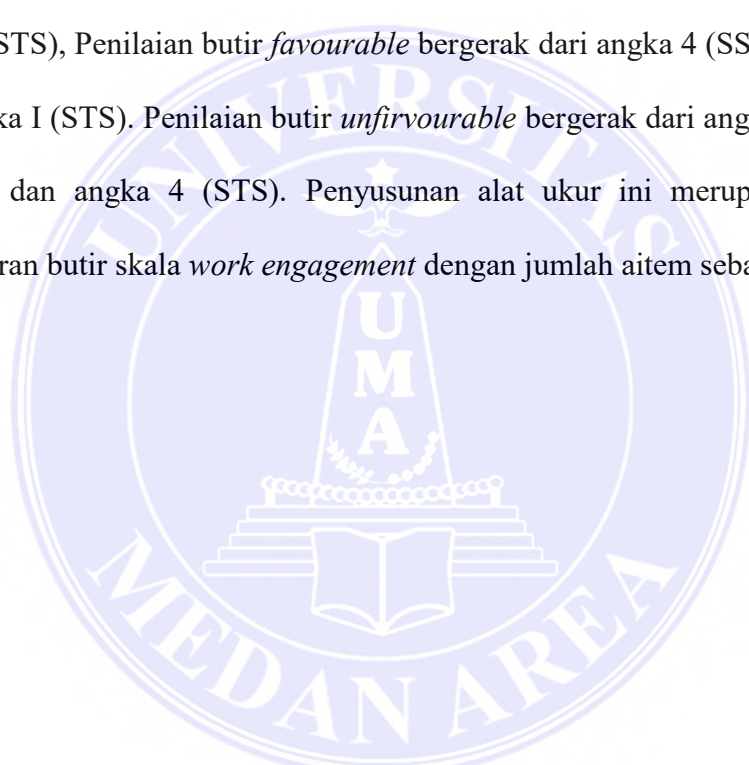 STS), Penilaian butir favourable bergerak dari angka 4 (SS
ka I (STS). Penilaian butir unfirvourable bergerak dari ang
dan angka 4 (STS). Penyusunan alat ukur ini merup
ran butir skala work engagement dengan jumlah aitem seba
UNIVERSITAS
U
M
A
MEDAN AREA